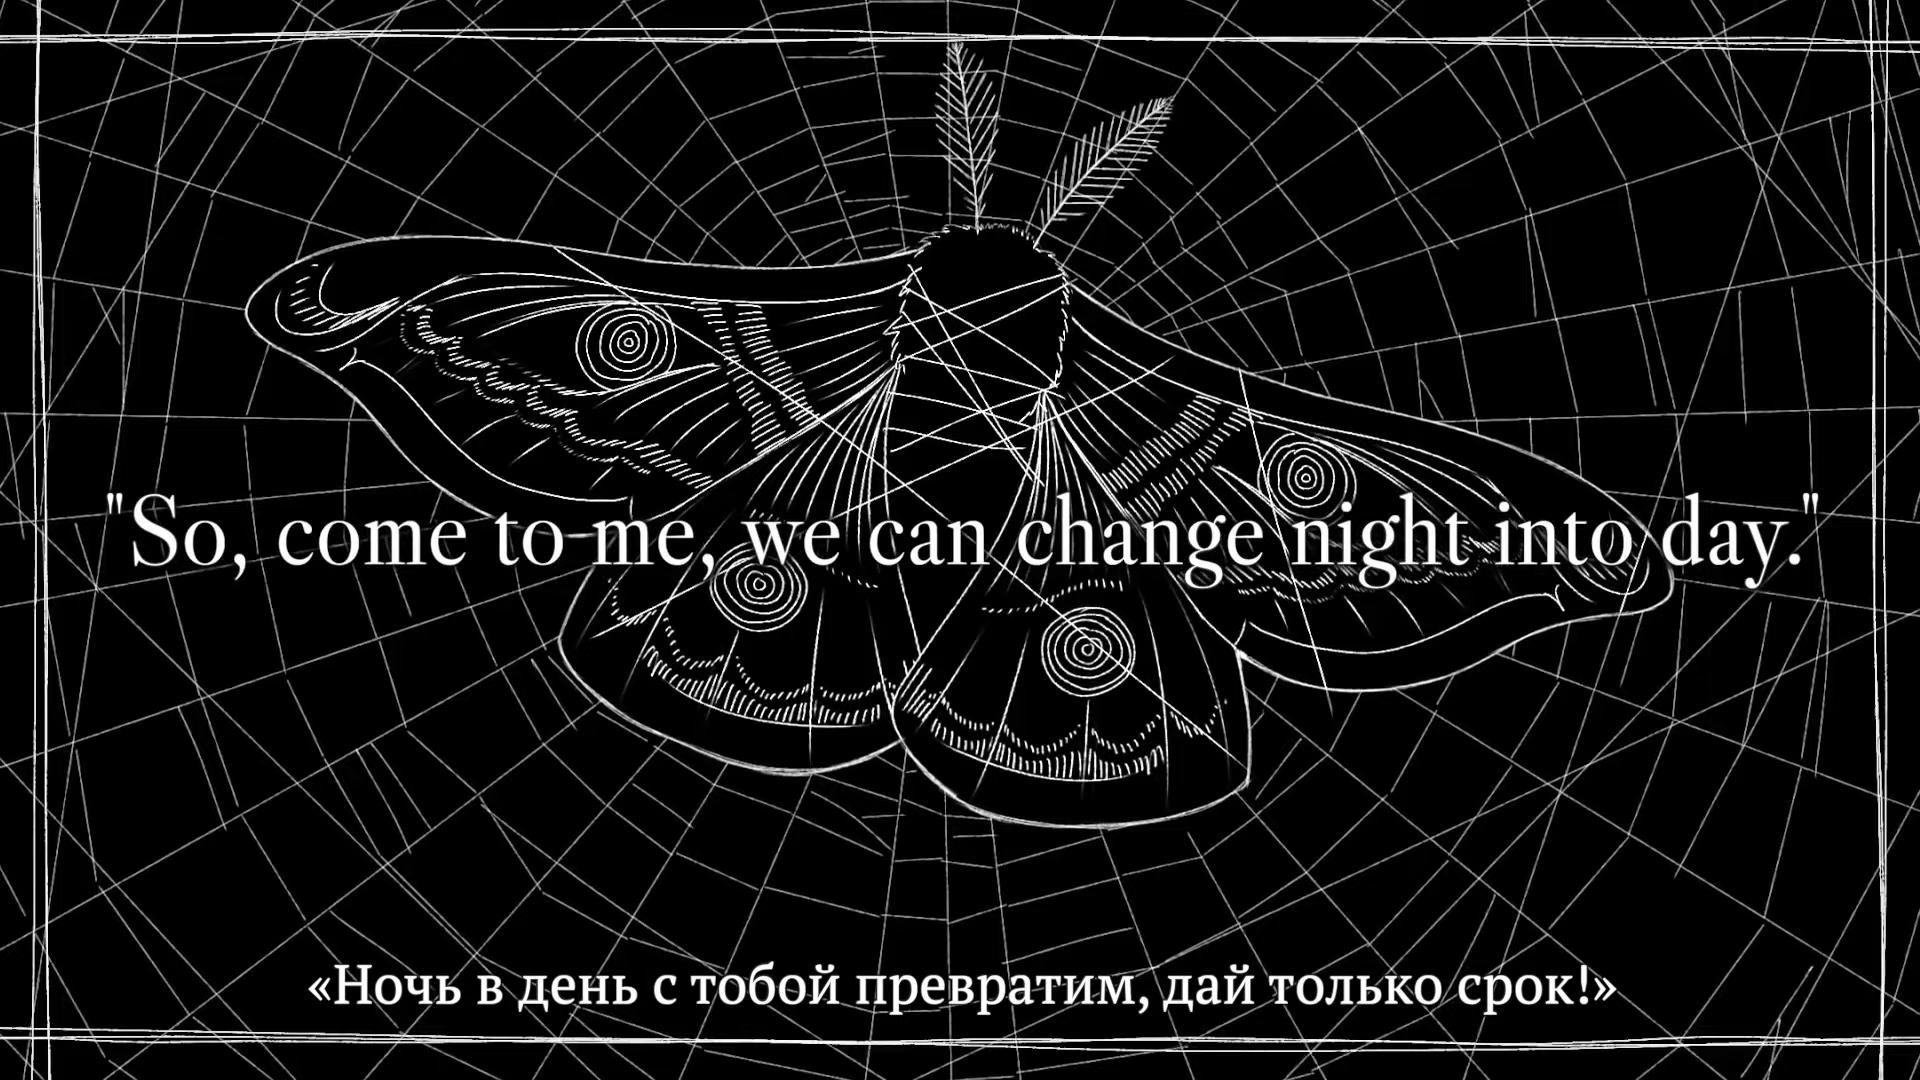 "So, come to me, we can change night into day."
«Ночь в день с тобой превратим, дай только срок!»